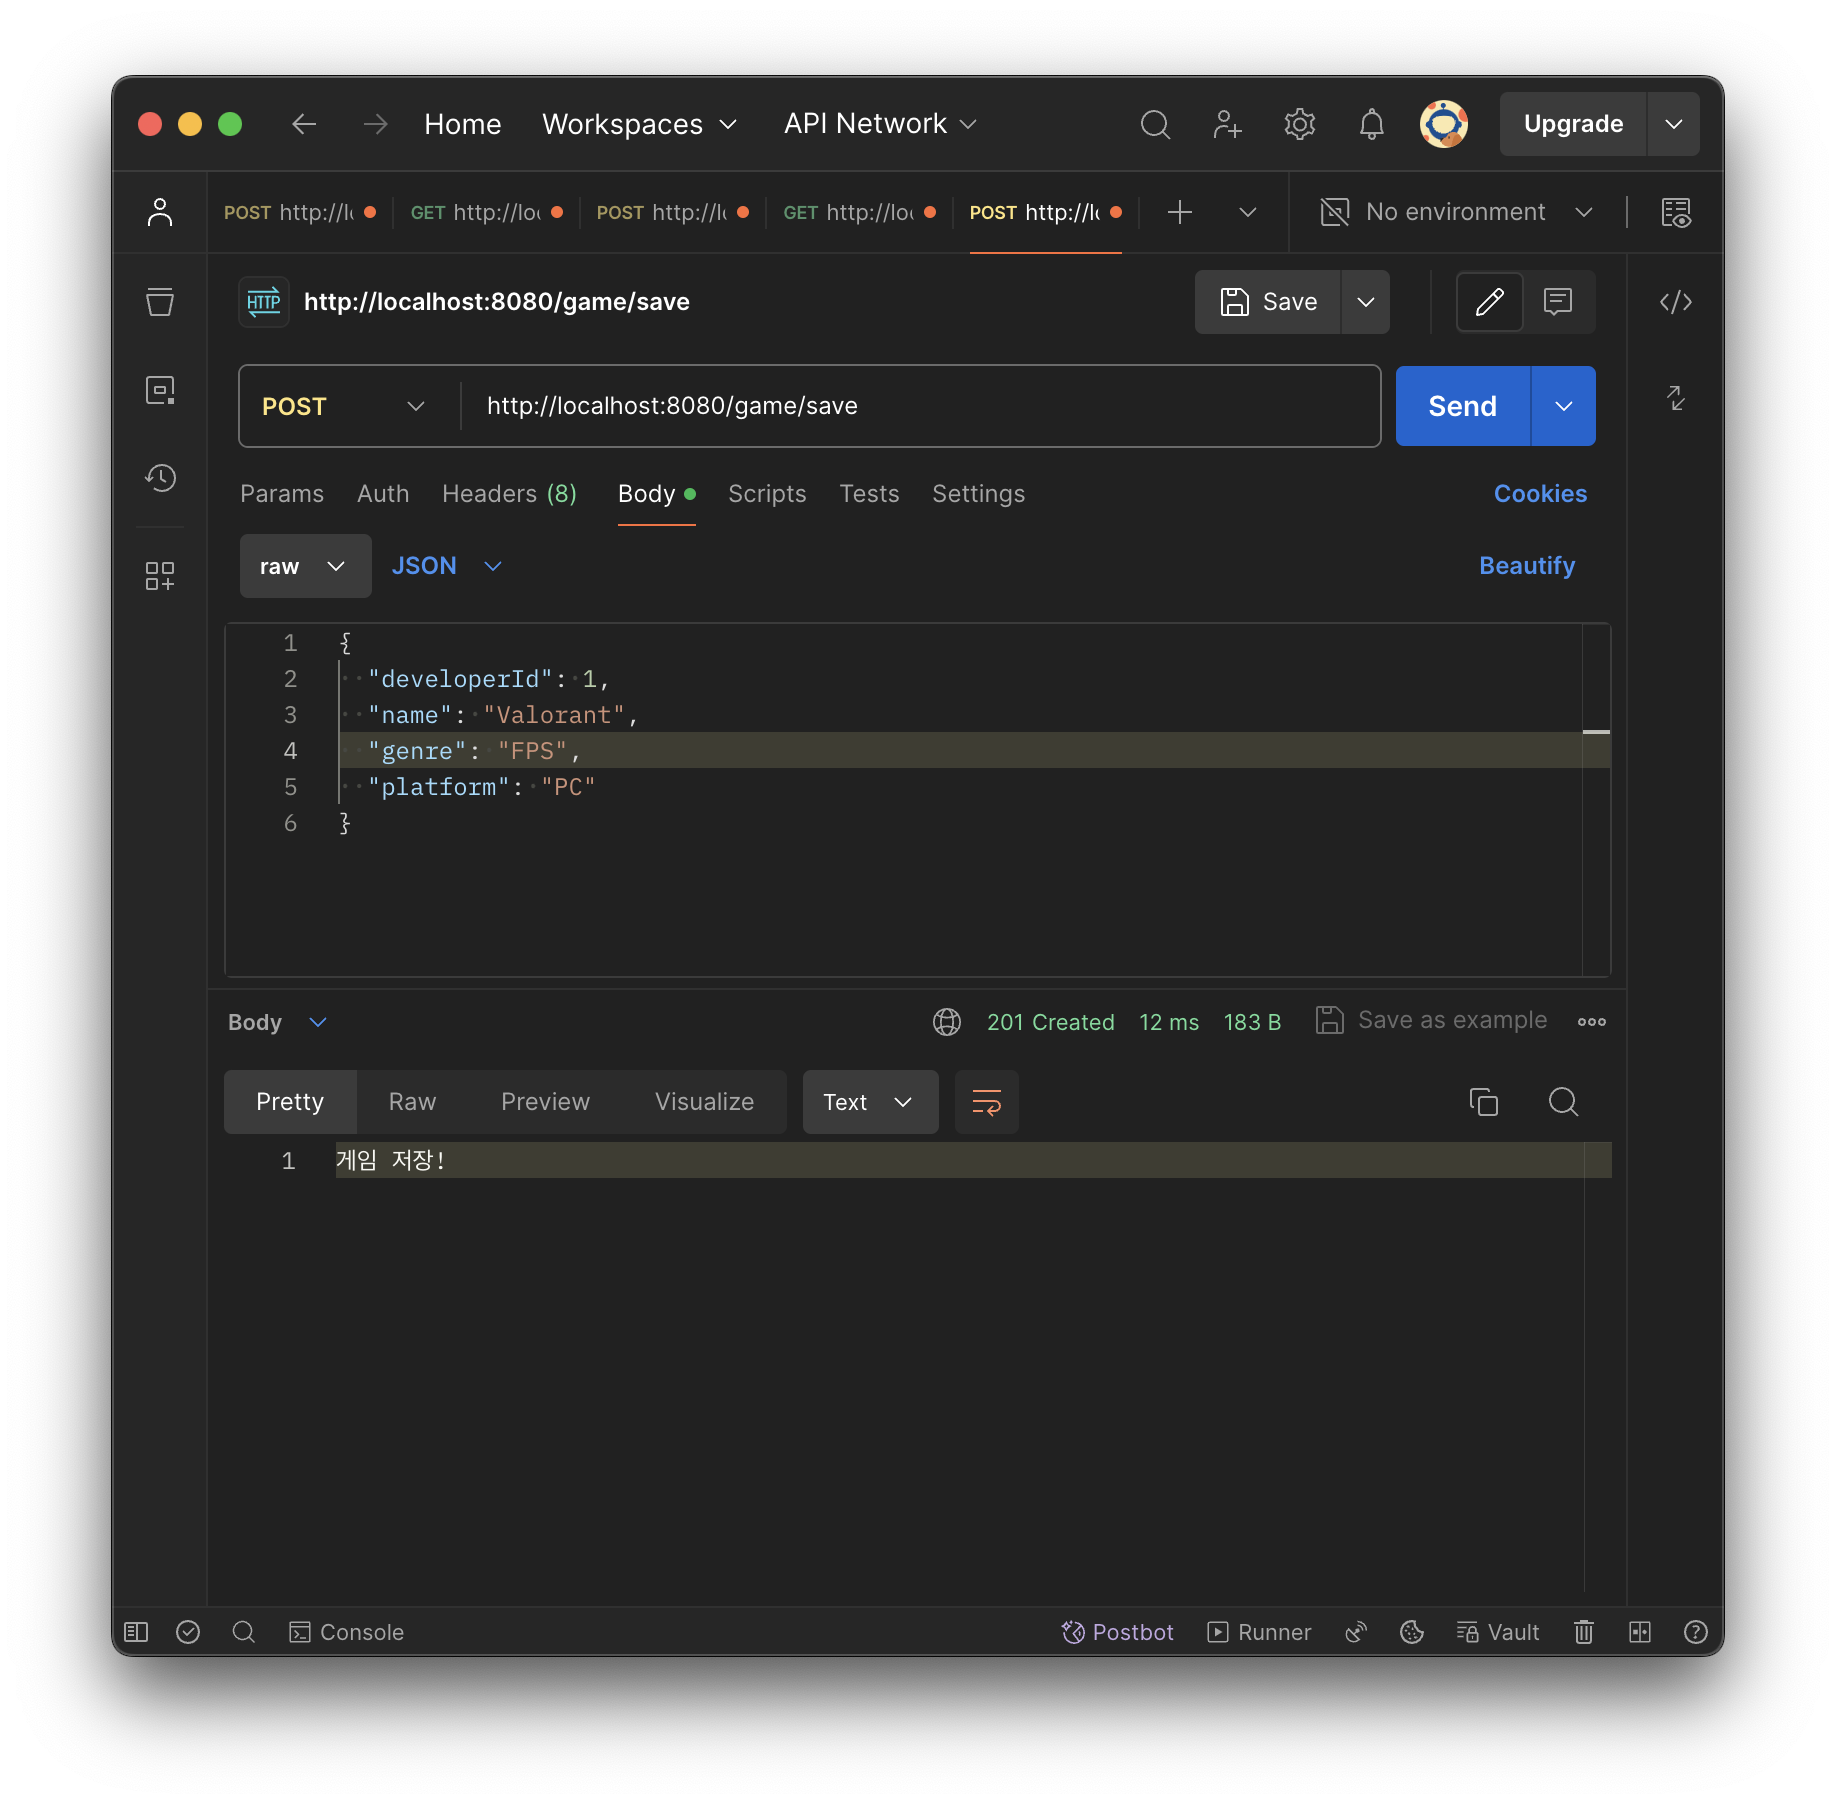 Home Workspaces API Network Upgrade
POST http://l GET http://loc POST http://l GET http://loc POST http://l No environment
HTTP http://localhost:8080/game/save Save
POST http://localhost:8080/game/save Send
Params Auth Headers (8) Body Scripts Tests Settings Cookies
raw JSON Beautify
1 {
2 "developerId": 1,
3 "name": "Valorant",
4 "genre": "FPS",
5 "platform": "PC"
6 }
Body 201 Created 12 ms 183 B Save as example
Pretty Raw Preview Visualize Text
1 게임 저장!
Console Postbot Runner Vault